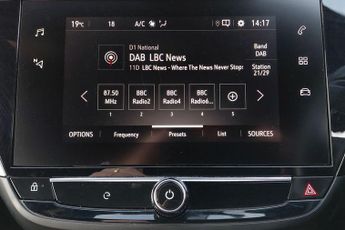 19°c 18 A/C 14:17
D1 National
DAB LBC News
11D LBC News - Where The News Never Stops
Band
DAB
Station
21/29
87.50 MHz
BBC Radio2
BBC Radio4
BBC Radio6...
1 2 3 4 5
OPTIONS Frequency Presets List SOURCES